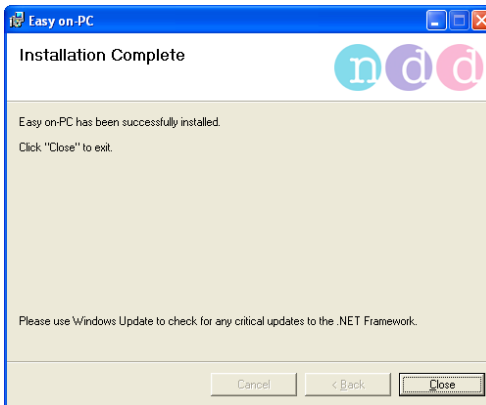 Easy on-PC
Installation Complete
ndd
Easy on-PC has been successfully installed.
Click "Close" to exit.
Please use Windows Update to check for any critical updates to the .NET Framework.
Cancel
< Back
Close